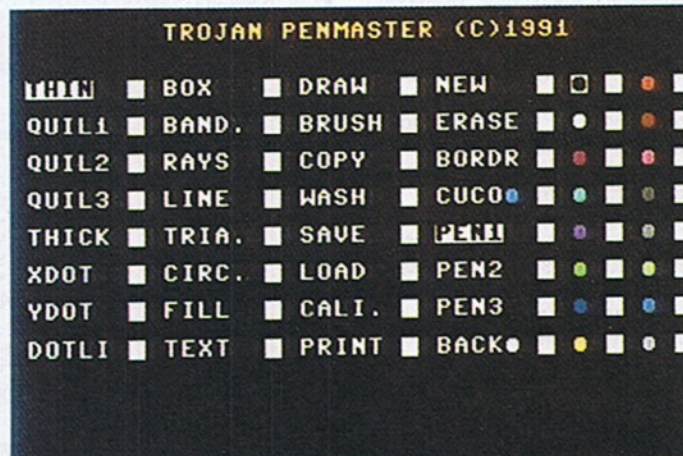 TROJAN PENMASTER (C)1991
THIN BOX DRAW NEW
QUIL1 BAND. BRUSH ERASE
QUIL2 RAYS COPY BORDR
QUIL3 LINE WASH CUCO
THICK TRIA. SAVE PEN1
XDOT CIRC. LOAD PEN2
YDOT FILL CALI. PEN3
DOTLI TEXT PRINT BACK